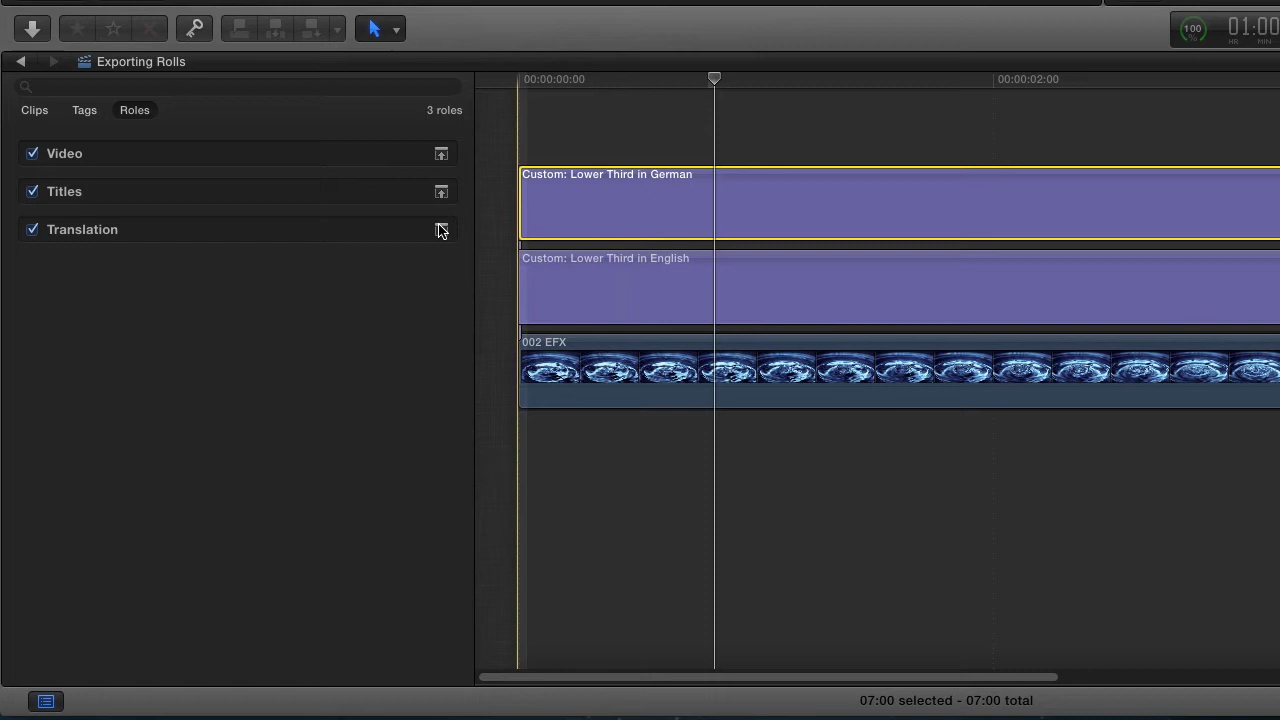 100
%
01:00
HR MIN
Exporting Rolls
Clips Tags Roles 3 roles
Video
Titles
Translation
00:00:00:00 00:00:02:00
Custom: Lower Third in German
Custom: Lower Third in English
002 EFX
07:00 selected - 07:00 total